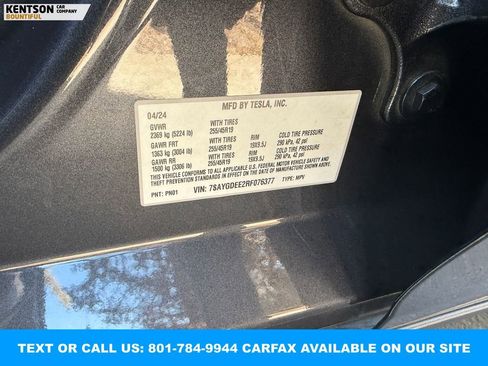 KENTSON CAR COMPANY
BOUNTIFUL
MFD BY TESLA, INC.
04/24
GVWR
2369 kg (5224 lb)
WITH TIRES
255/45R19
GAWR FRT
1363 kg (3004 lb)
WITH TIRES
255/45R19
RIM
19X9.5J
COLD TIRE PRESSURE
290 kPa, 42 psi
GAWR RR
1500 kg (3306 lb)
WITH TIRES
255/45R19
RIM
19X9.5J
COLD TIRE PRESSURE
290 kPa, 42 psi
THIS VEHICLE CONFORMS TO ALL APPLICABLE FEDERAL MOTOR VEHICLE SAFETY AND
THEFT PREVENTION STANDARDS IN EFFECT ON THE DATE OF MANUFACTURE SHOWN ABOVE.
PNT: PN01 VIN: 7SAYGDEE2RF076377 TYPE: MPV
TEXT OR CALL US: 801-784-9944 CARFAX AVAILABLE ON OUR SITE